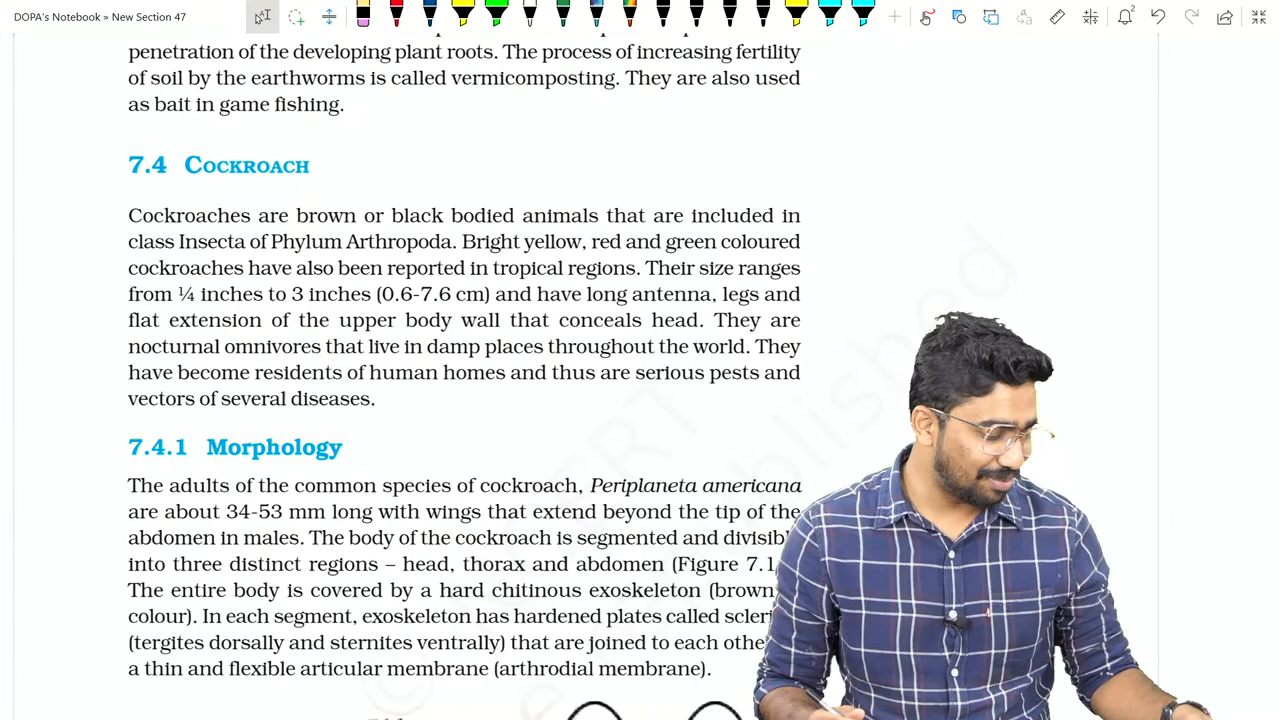 DOPA's Notebook » New Section 47
penetration of the developing plant roots. The process of increasing fertility
of soil by the earthworms is called vermicomposting. They are also used
as bait in game fishing.
7.4 COCKROACH
Cockroaches are brown or black bodied animals that are included in
class Insecta of Phylum Arthropoda. Bright yellow, red and green coloured
cockroaches have also been reported in tropical regions. Their size ranges
from ¼ inches to 3 inches (0.6-7.6 cm) and have long antenna, legs and
flat extension of the upper body wall that conceals head. They are
nocturnal omnivores that live in damp places throughout the world. They
have become residents of human homes and thus are serious pests and
vectors of several diseases.
7.4.1 Morphology
The adults of the common species of cockroach, Periplaneta americana
are about 34-53 mm long with wings that extend beyond the tip of the
abdomen in males. The body of the cockroach is segmented and
into three distinct regions – head, thorax and abdomen (Figure
The entire body is covered by a hard chitinous exoskeleton (brown
colour). In each segment, exoskeleton has hardened plates called
(tergites dorsally and sternites ventrally) that are joined to each
a thin and flexible articular membrane (arthrodial membrane).